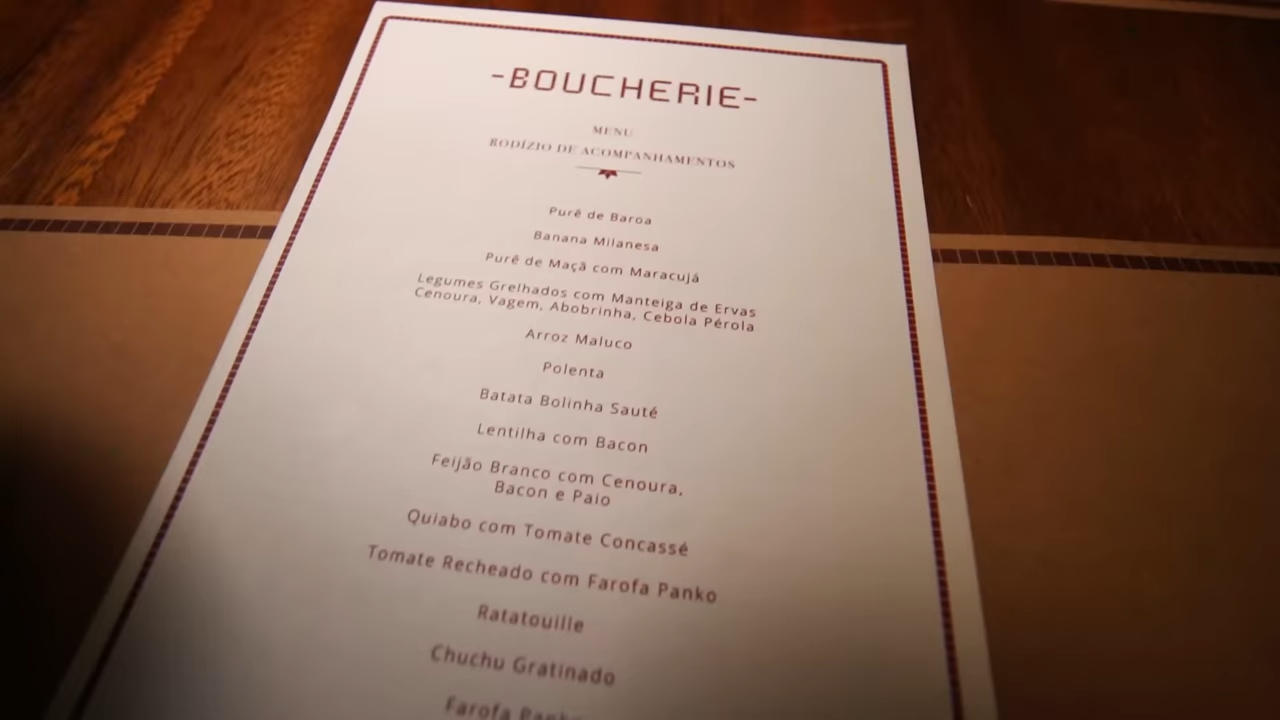 -BOUCHERIE-
MENU
RODÍZIO DE ACOMPANHAMENTOS
Purê de Baroa
Banana Milanesa
Purê de Maçã com Maracujá
Legumes Grelhados com Manteiga de Ervas
Cenoura, Vagem, Abobrinha, Cebola Pérola
Arroz Maluco
Polenta
Batata Bolinha Sauté
Lentilha com Bacon
Feijão Branco com Cenoura,
Bacon e Paio
Quiabo com Tomate Concassé
Tomate Recheado com Farofa Panko
Ratatouille
Chuchu Gratinado
Farofa Panko